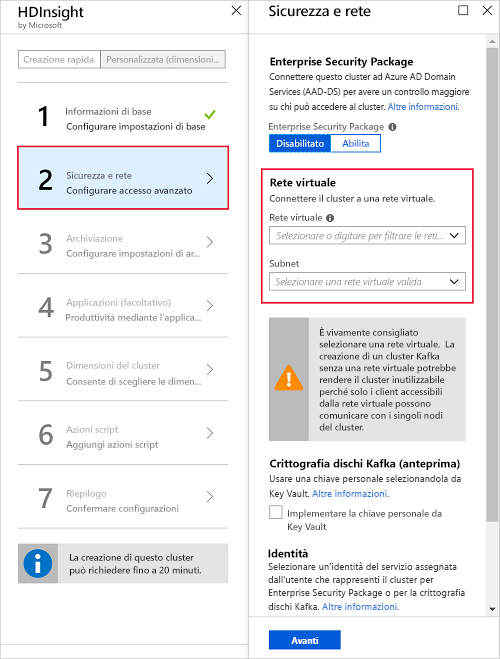 HDInsight
by Microsoft
Creazione rapida
Personalizzata (dimensioni...
1
Informazioni di base
Configurare impostazioni di base
2
Sicurezza e rete
Configurare accesso avanzato
3
Archiviazione
Configurare impostazioni di ar...
4
Applicazioni (facoltativo)
Produttività mediante l'applica...
5
Dimensioni del cluster
Consente di scegliere le dimen...
6
Azioni script
Aggiungi azioni script
7
Riepilogo
Confermare configurazioni
La creazione di questo cluster
può richiedere fino a 20 minuti.
Sicurezza e rete
Enterprise Security Package
Connettere questo cluster ad Azure AD Domain
Services (AAD-DS) per avere un controllo maggiore
su chi può accedere al cluster. Altre informazioni.
Enterprise Security Package
Disabilitato
Abilita
Rete virtuale
Connettere il cluster a una rete virtuale.
Rete virtuale
Selezionare o digitare per filtrare le reti...
Subnet
Selezionare una rete virtuale valida
È vivamente consigliato
selezionare una rete virtuale. La
creazione di un cluster Kafka
senza una rete virtuale potrebbe
rendere il cluster inutilizzabile
perché solo i client accessibili
dalla rete virtuale possono
comunicare con i singoli nodi
del cluster.
Crittografia dischi Kafka (anteprima)
Usare una chiave personale selezionandola da
Key Vault. Altre informazioni.
Implementare la chiave personale da
Key Vault
Identità
Selezionare un'identità del servizio assegnata
dall'utente che rappresenti il cluster per
Enterprise Security Package o per la crittografia
dischi Kafka. Altre informazioni.
Avanti